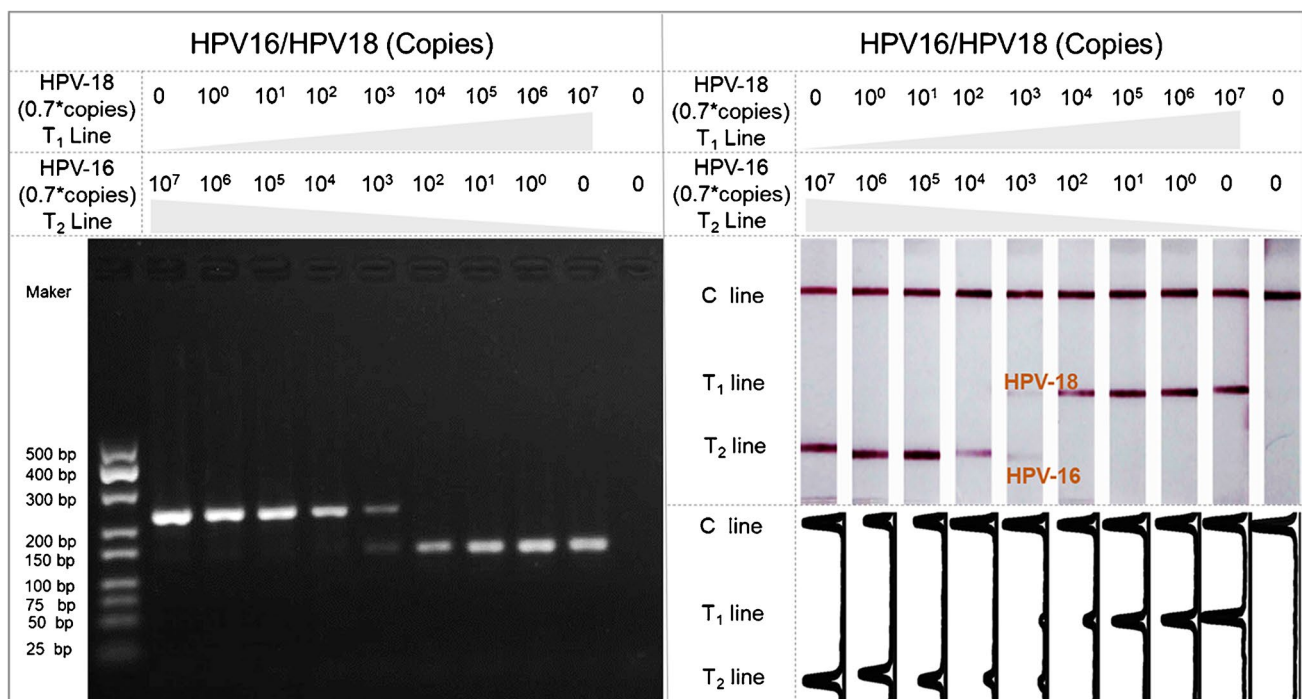 HPV16/HPV18 (Copies)
HPV-18
(0.7*copies)
T₁ Line
0 10⁰ 10¹ 10² 10³ 10⁴ 10⁵ 10⁶ 10⁷ 0
HPV-16
(0.7*copies)
T₂ Line
10⁷ 10⁶ 10⁵ 10⁴ 10³ 10² 10¹ 10⁰ 0 0
Maker
500 bp
400 bp
300 bp
200 bp
150 bp
100 bp
75 bp
50 bp
25 bp
HPV16/HPV18 (Copies)
HPV-18
(0.7*copies)
T₁ Line
0 10⁰ 10¹ 10² 10³ 10⁴ 10⁵ 10⁶ 10⁷ 0
HPV-16
(0.7*copies)
T₂ Line
10⁷ 10⁶ 10⁵ 10⁴ 10³ 10² 10¹ 10⁰ 0 0
C line
T₁ line
HPV-18
T₂ line
HPV-16
C line
T₁ line
T₂ line